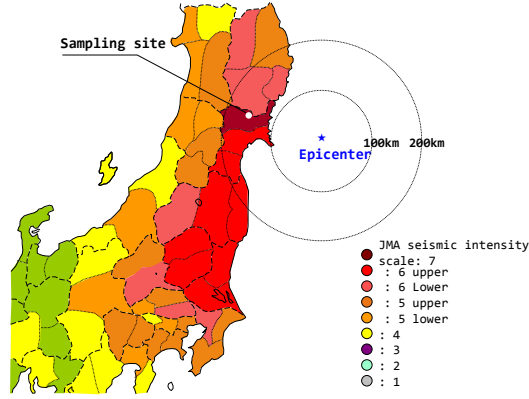 Sampling site
100km 200km
Epicenter
JMA seismic intensity
scale: 7
: 6 upper
: 6 Lower
: 5 upper
: 5 lower
: 4
: 3
: 2
: 1